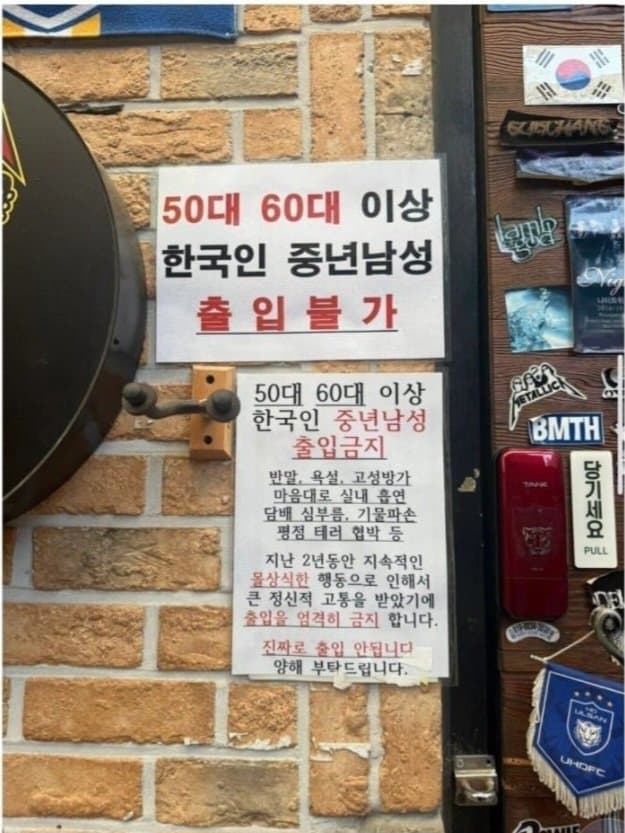 50대 60대 이상
한국인 중년남성
출입불가
50대 60대 이상
한국인 중년남성
출입금지
반말, 욕설, 고성방가
마음대로 실내 흡연
담배 심부름, 기물파손
평점 테러 협박 등
지난 2년동안 지속적인
몰상식한 행동으로 인해서
큰 정신적 고통을 받았기에
출입을 엄격히 금지 합니다.
진짜로 출입 안됩니다
양해 부탁드립니다.
METALLICA
BMTH
TANK
당기세요
PULL
ULSAN
UHDFC